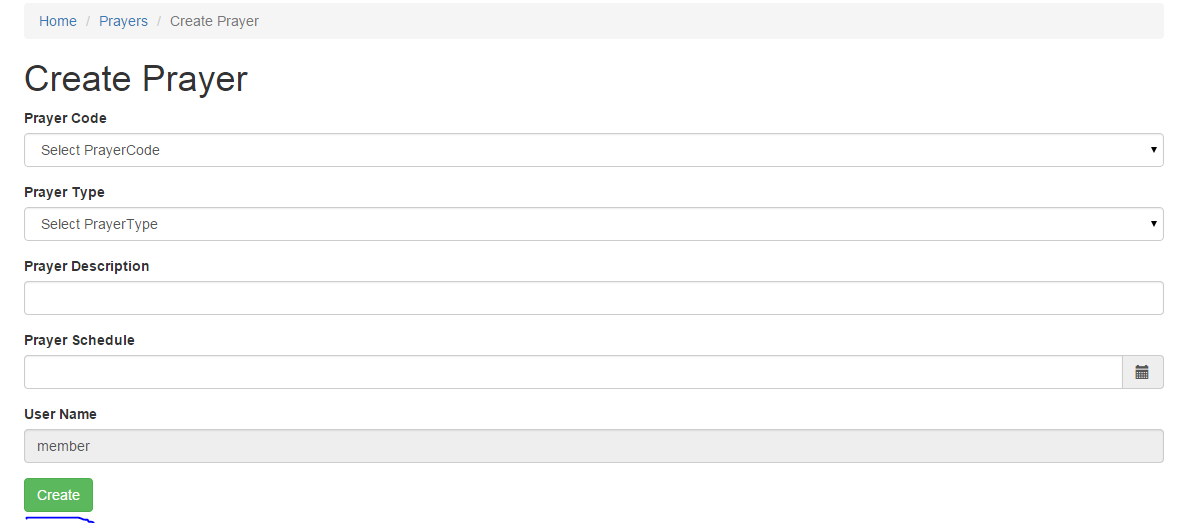 Home / Prayers / Create Prayer
Create Prayer
Prayer Code
Select PrayerCode
Prayer Type
Select PrayerType
Prayer Description
Prayer Schedule
User Name
member
Create